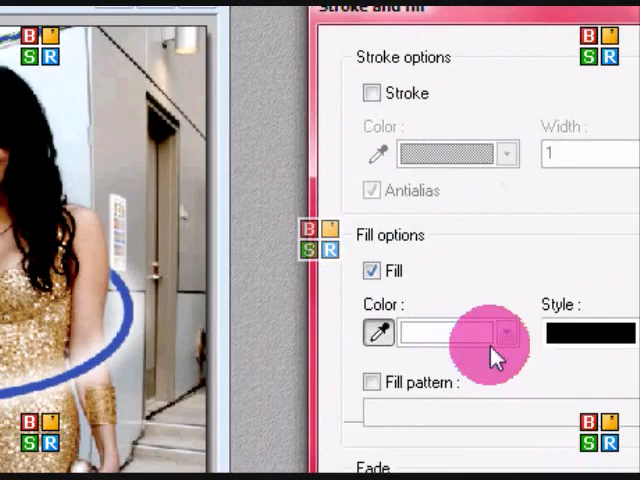 Stroke and fill
Stroke options
Stroke
Color :
Width :
1
Antialias
Fill options
Fill
Color :
Style :
Fill pattern :
Fade
B
S R
B
S R
B
S R
B
S R
B
S R